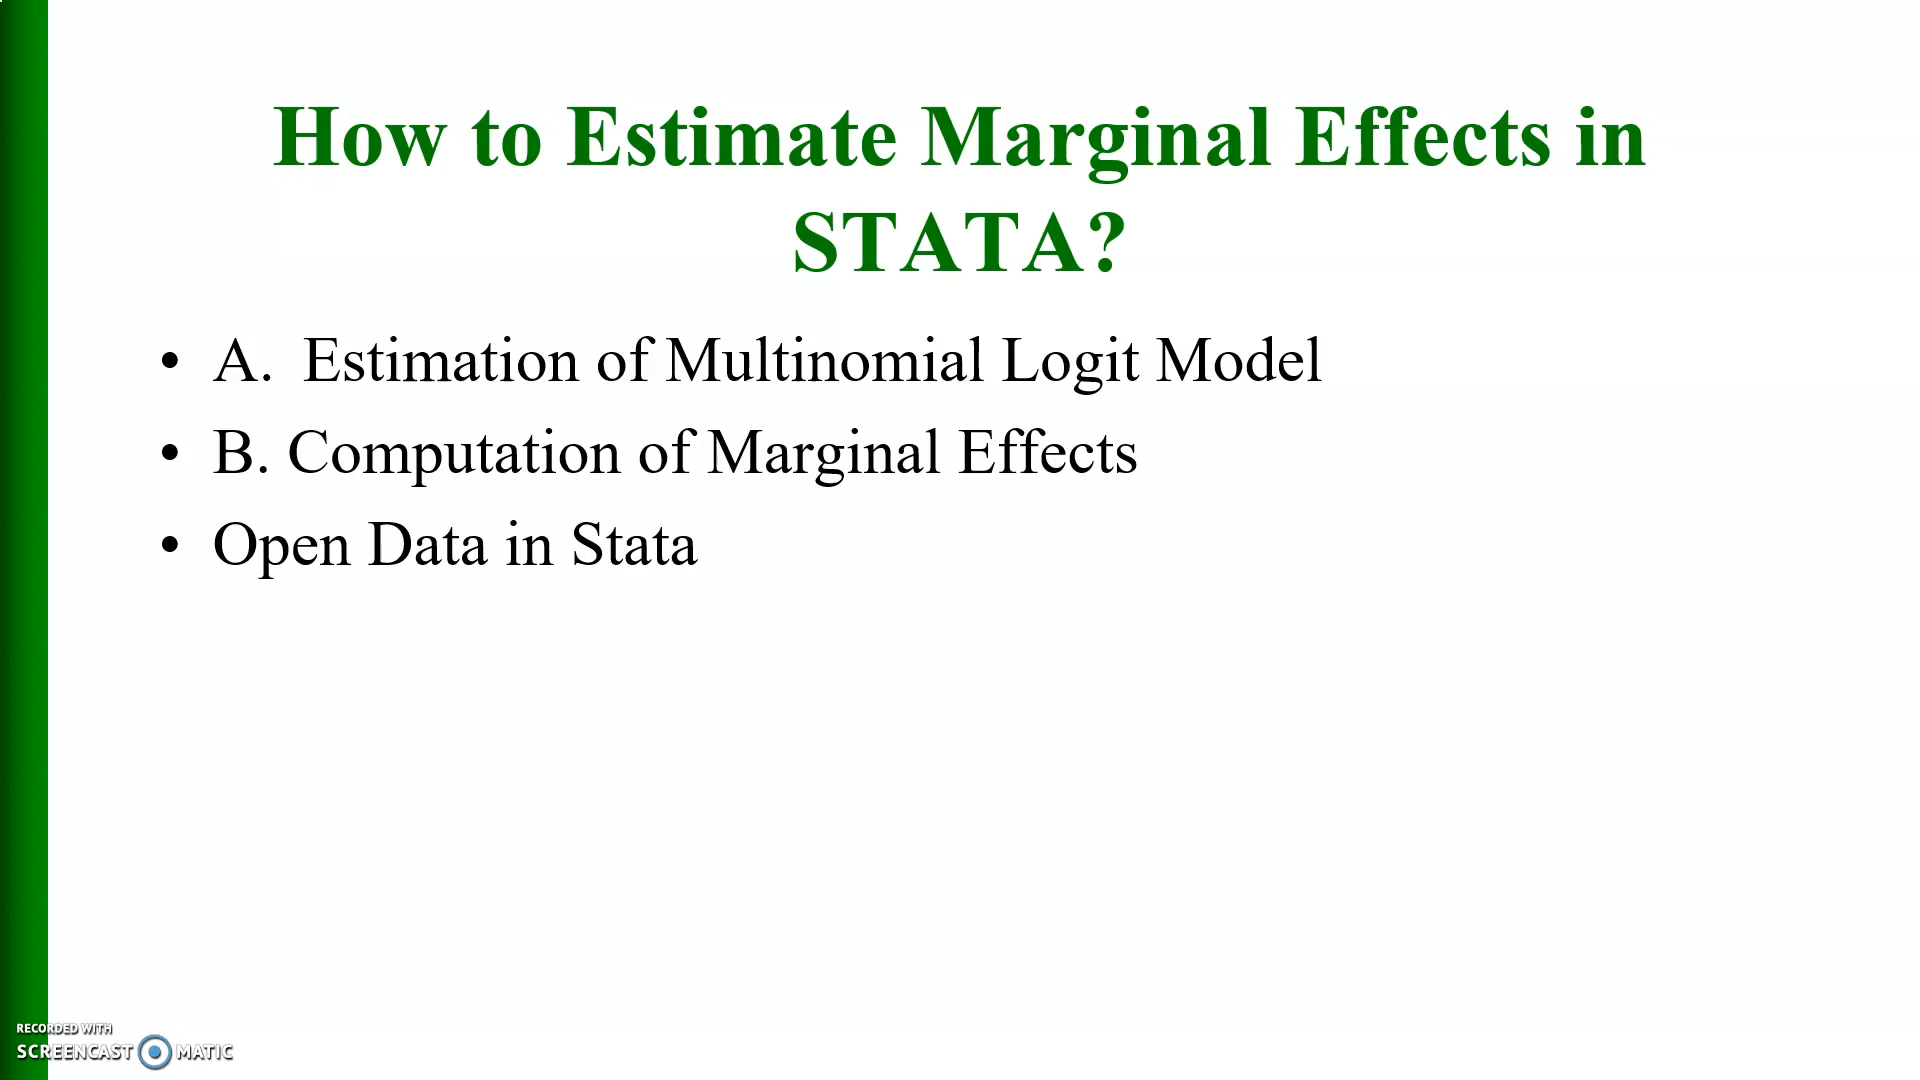 How to Estimate Marginal Effects in
STATA?
• A. Estimation of Multinomial Logit Model
• B. Computation of Marginal Effects
• Open Data in Stata
RECORDED WITH
SCREENCAST MATIC